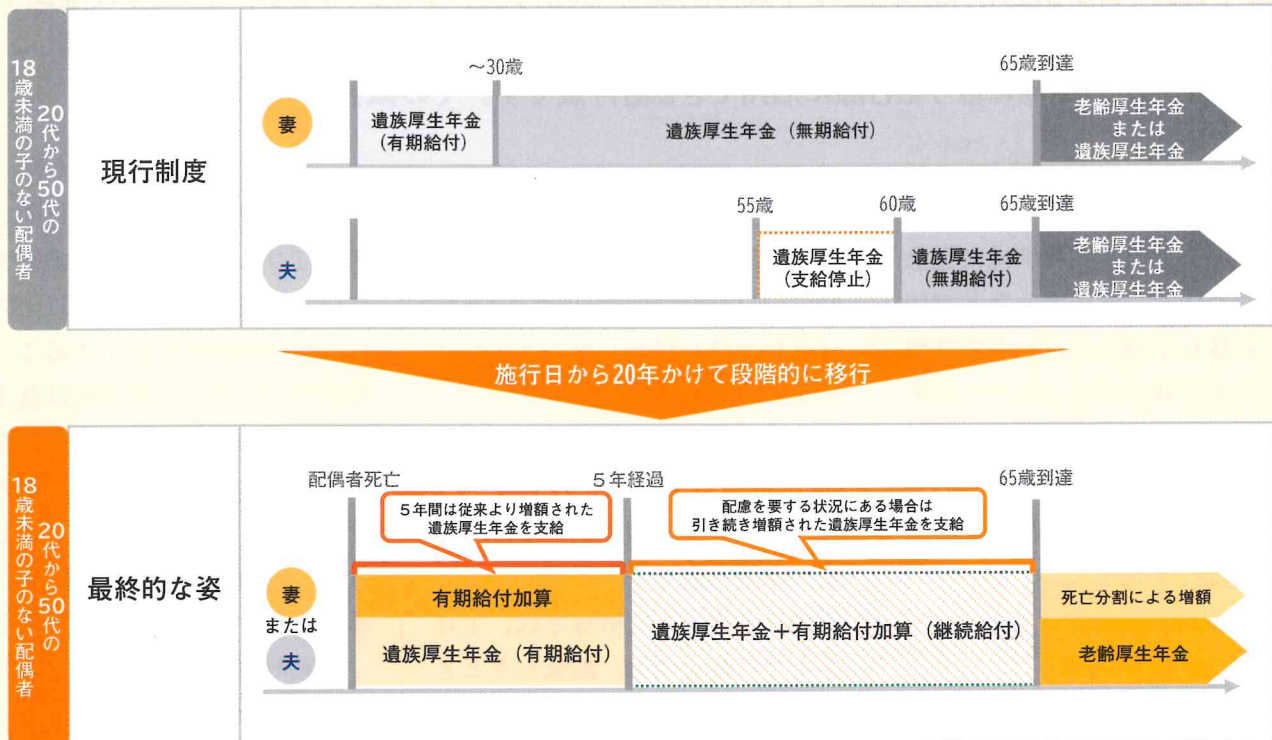 20代から50代の
18歳未満の子のない配偶者
現行制度
妻
～30歳
65歳到達
遺族厚生年金
(有期給付)
遺族厚生年金（無期給付）
老齢厚生年金
または
遺族厚生年金
夫
55歳
60歳
65歳到達
遺族厚生年金
(支給停止)
遺族厚生年金
(無期給付)
老齢厚生年金
または
遺族厚生年金
施行日から20年かけて段階的に移行
20代から50代の
18歳未満の子のない配偶者
最終的な姿
配偶者死亡
5年経過
65歳到達
5年間は従来より増額された
遺族厚生年金を支給
配慮を要する状況にある場合は
引き続き増額された遺族厚生年金を支給
妻
または
夫
有期給付加算
遺族厚生年金（有期給付）
遺族厚生年金＋有期給付加算（継続給付）
死亡分割による増額
老齢厚生年金